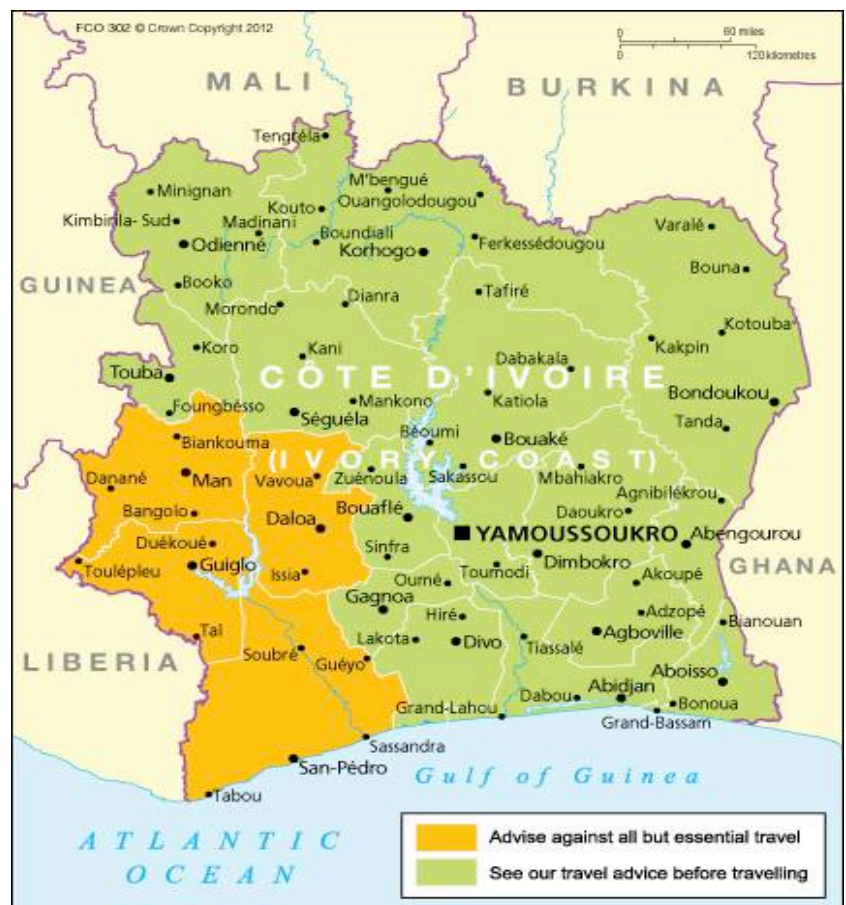 FCO 302 © Crown Copyright 2012
0 60 miles
0 120 kilometres
MALI
BURKINA
Tengréla
M'bengué
Minignan
Ouangolodougou
Kouto
Kimbirila- Sud
Madinani
Varalé
Boundiali
Ferkessédougou
Odienné
Korhogo
Bouna
GUINEA
Booko
Tafiré
Dianra
Morondo
Kotouba
Kakpin
Koro
Kani
Dabakala
Touba
CÔTE D'IVOIRE
Bondoukou
Mankono
Katiola
Foungbésso
Séguéla
Tanda
Béoumi
Bouaké
Biankouma
(IVORY COAST)
Man
Danané
Vavoua
Zuénoula
Sakassou
Mbahiakro
Agnibilékrou
Bangolo
Bouaflé
Daoukro
Daloa
YAMOUSSOUKRO
Abengourou
Duékoué
Sinfra
Dimbokro
Toulépleu
Guiglo
Issia
Toumodi
GHANA
Oumé
Akoupé
Gagnoa
Hiré
Adzopé
Bianouan
Taï
Lakota
Divo
Tiassalé
Agboville
LIBERIA
Soubré
Guéyo
Aboisso
Dabou
Abidjan
Grand-Lahou
Bonoua
Grand-Bassam
Sassandra
San-Pédro
Gulf of Guinea
Tabou
ATLANTIC
OCEAN
Advise against all but essential travel
See our travel advice before travelling